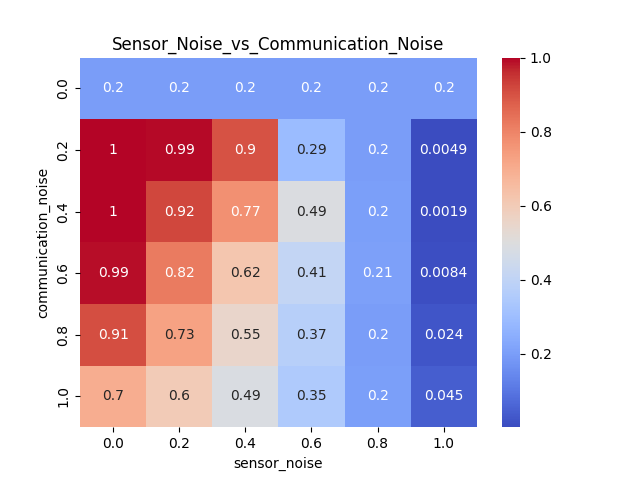 Sensor_Noise_vs_Communication_Noise
communication_noise
0.0 0.2 0.2 0.2 0.2 0.2 0.2
0.2 1 0.99 0.9 0.29 0.2 0.0049
0.4 1 0.92 0.77 0.49 0.2 0.0019
0.6 0.99 0.82 0.62 0.41 0.21 0.0084
0.8 0.91 0.73 0.55 0.37 0.2 0.024
1.0 0.7 0.6 0.49 0.35 0.2 0.045
0.0 0.2 0.4 0.6 0.8 1.0
sensor_noise
1.0
0.8
0.6
0.4
0.2